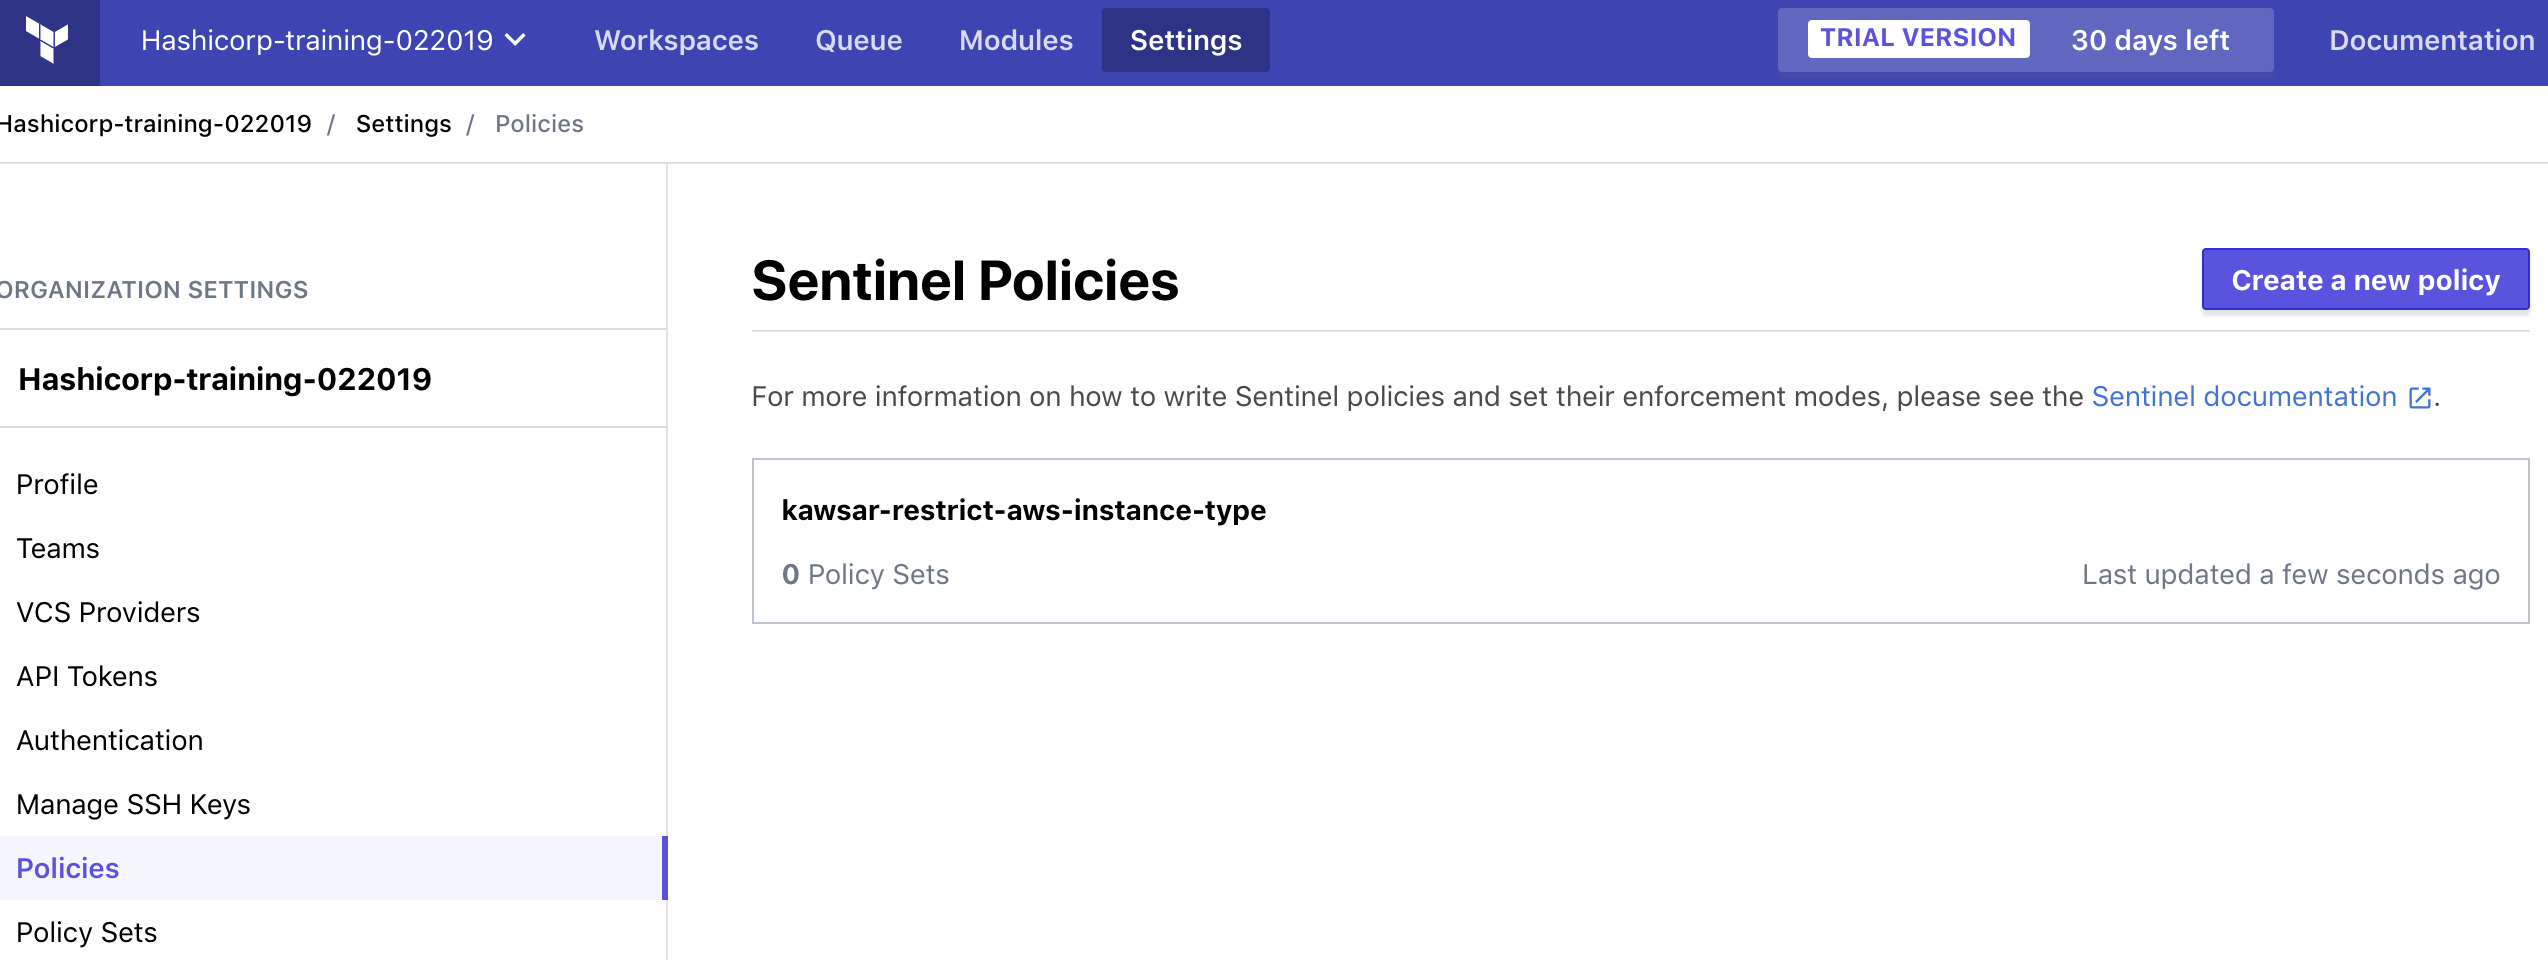 Hashicorp-training-022019 Workspaces Queue Modules Settings TRIAL VERSION 30 days left Documentation
Hashicorp-training-022019 / Settings / Policies
ORGANIZATION SETTINGS
Hashicorp-training-022019
Profile
Teams
VCS Providers
API Tokens
Authentication
Manage SSH Keys
Policies
Policy Sets
Sentinel Policies
Create a new policy
For more information on how to write Sentinel policies and set their enforcement modes, please see the Sentinel documentation .
kawsar-restrict-aws-instance-type
0 Policy Sets
Last updated a few seconds ago